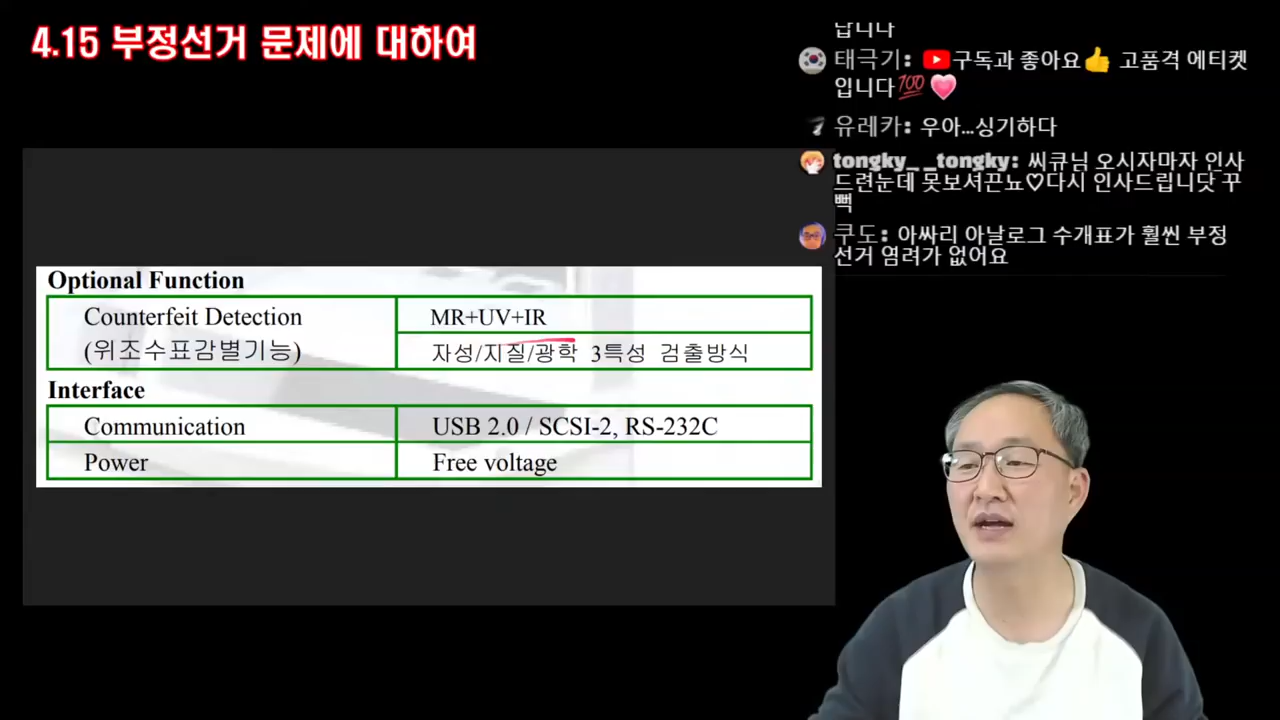 4.15 부정선거 문제에 대하여
Optional Function
Counterfeit Detection
(위조수표감별기능)
MR+UV+IR
자성/지질/광학 3특성 검출방식
Interface
Communication
USB 2.0 / SCSI-2, RS-232C
Power
Free voltage
태극기: 구독과 좋아요👍 고품격 에티켓
입니다💯💗
유레카: 우아...싱기하다
tongky_ _tongky: 씨큐님 오시자마자 인사
드련눈데 못보셔끈뇨♡다시 인사드립니닷 꾸
뻑
쿠도: 아싸리 아날로그 수개표가 훨씬 부정
선거 염려가 없어요